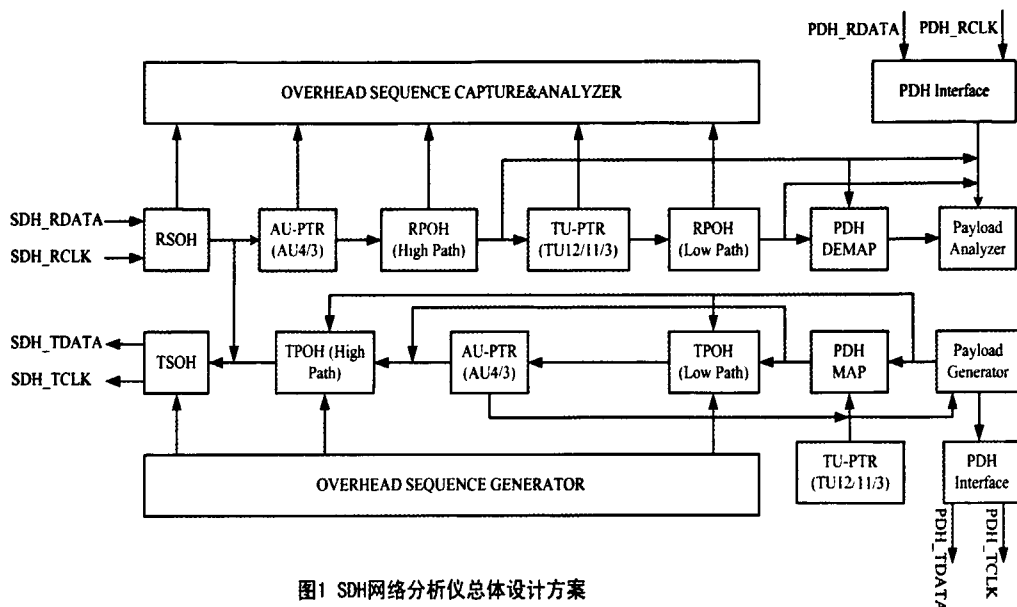 PDH_RDATA PDH_RCLK
OVERHEAD SEQUENCE CAPTURE&ANALYZER
PDH Interface
SDH_RDATA
SDH_RCLK
RSOH
AU-PTR
(AU4/3)
RPOH
(High Path)
TU-PTR
(TU12/11/3)
RPOH
(Low Path)
PDH
DEMAP
Payload
Analyzer
SDH_TDATA
SDH_TCLK
TSOH
TPOH (High
Path)
AU-PTR
(AU4/3)
TPOH
(Low Path)
PDH
MAP
Payload
Generator
OVERHEAD SEQUENCE GENERATOR
TU-PTR
(TU12/11/3)
PDH
Interface
PDH_TDATA
PDH_TCLK
图1 SDH网络分析仪总体设计方案